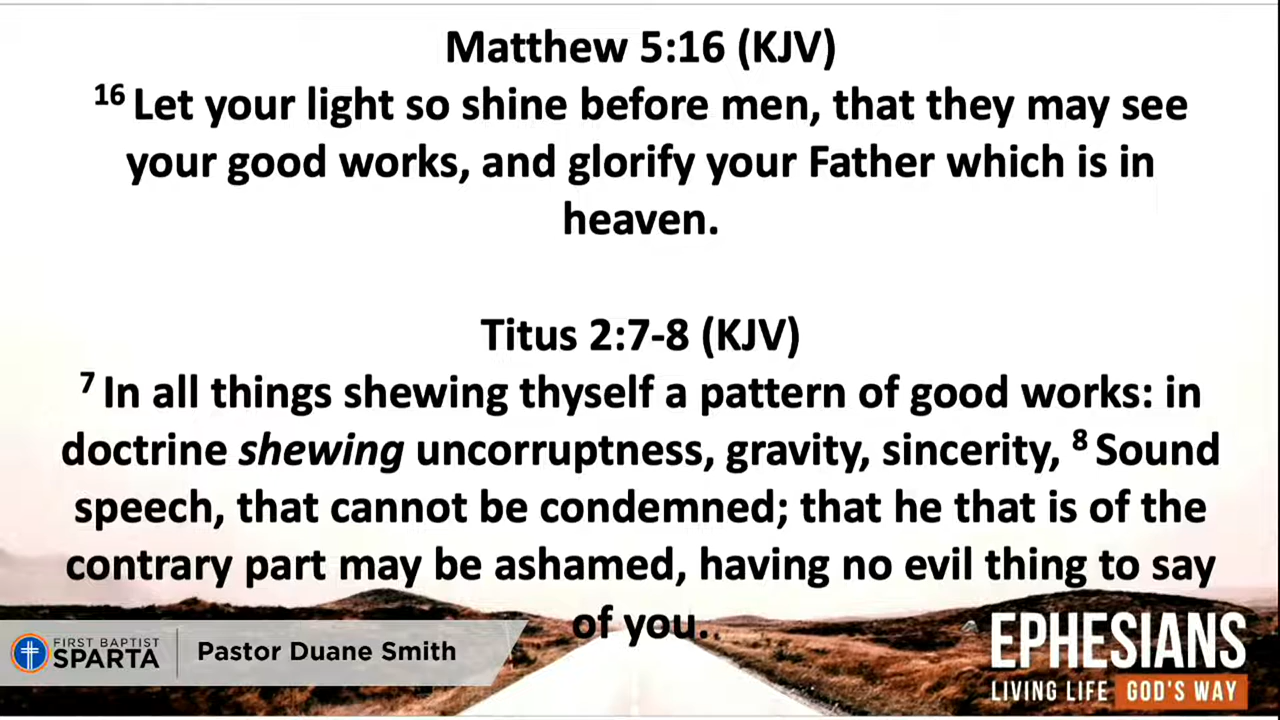 Matthew 5:16 (KJV)
16 Let your light so shine before men, that they may see
your good works, and glorify your Father which is in
heaven.
Titus 2:7-8 (KJV)
7 In all things shewing thyself a pattern of good works: in
doctrine shewing uncorruptness, gravity, sincerity, 8 Sound
speech, that cannot be condemned; that he that is of the
contrary part may be ashamed, having no evil thing to say
of you.
FIRST BAPTIST
SPARTA
Pastor Duane Smith
EPHESIANS
LIVING LIFE GOD'S WAY